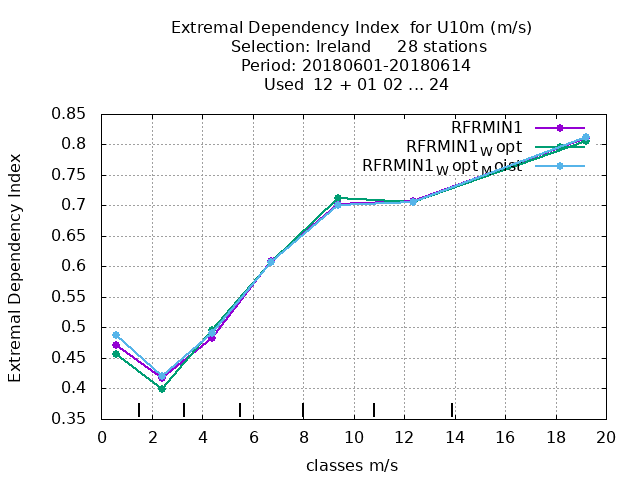 Extremal Dependency Index  for U10m (m/s)
Selection: Ireland     28 stations
Period: 20180601-20180614
Used  12 + 01 02 ... 24
Extremal Dependency Index
0.85
0.8
0.75
0.7
0.65
0.6
0.55
0.5
0.45
0.4
0.35
RFRMIN1
RFRMIN1W opt
RFRMIN1W opt Moist
0 2 4 6 8 10 12 14 16 18 20
classes m/s